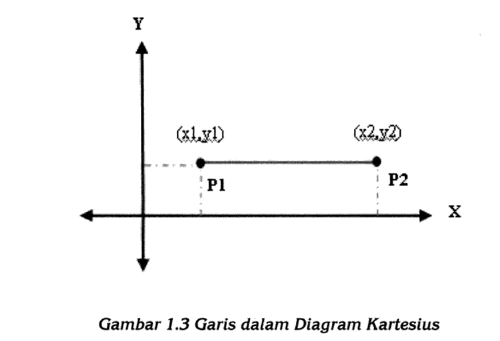 Y
(x1,y1)
(x2,y2)
P1
P2
X
Gambar 1.3 Garis dalam Diagram Kartesius